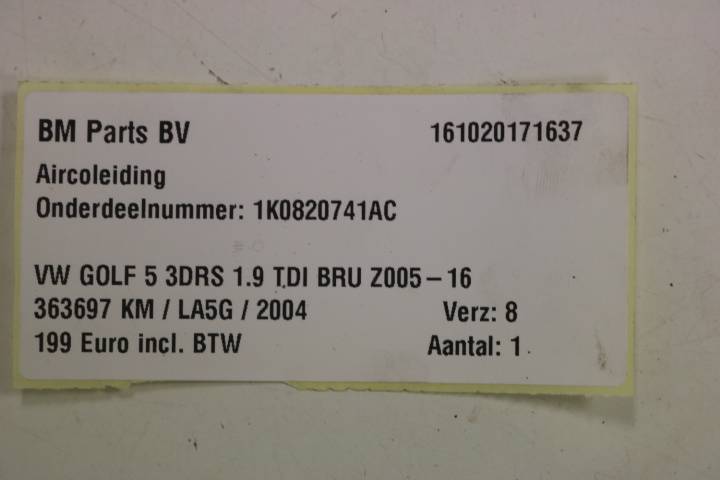 BM Parts BV 161020171637
Aircoleiding
Onderdeelnummer: 1K0820741AC
VW GOLF 5 3DRS 1.9 TDI BRU Z005-16
363697 KM / LA5G / 2004 Verz: 8
199 Euro incl. BTW Aantal: 1